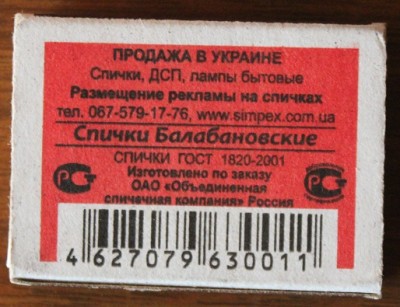 ПРОДАЖА В УКРАИНЕ
Спички, ДСП, лампы бытовые
Размещение рекламы на спичках
тел. 067-579-17-76, www.simpex.com.ua
Спички Балабановские
СПИЧКИ ГОСТ 1820-2001
Изготовлено по заказу
ОАО «Объединенная
спичечная компания» Россия
4 627079 630011